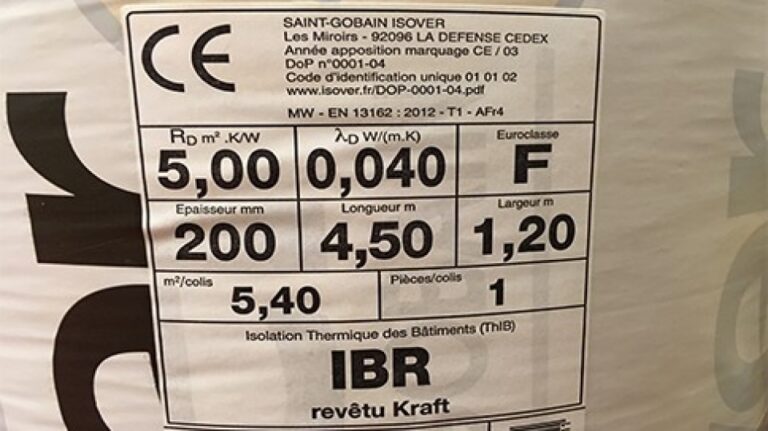 CE
SAINT-GOBAIN ISOVER
Les Miroirs - 92096 LA DEFENSE CEDEX
Année apposition marquage CE / 03
DoP n°0001-04
Code d'identification unique 01 01 02
www.isover.fr/DOP-0001-04.pdf
MW - EN 13162 : 2012 - T1 - AFr4
RD m² .K/W λD W/(m.K) Euroclasse
5,00 0,040 F
Epaisseur mm Longueur m Largeur m
200 4,50 1,20
m²/colis Pièces/colis
5,40 1
Isolation Thermique des Bâtiments (ThIB)
IBR
revêtu Kraft